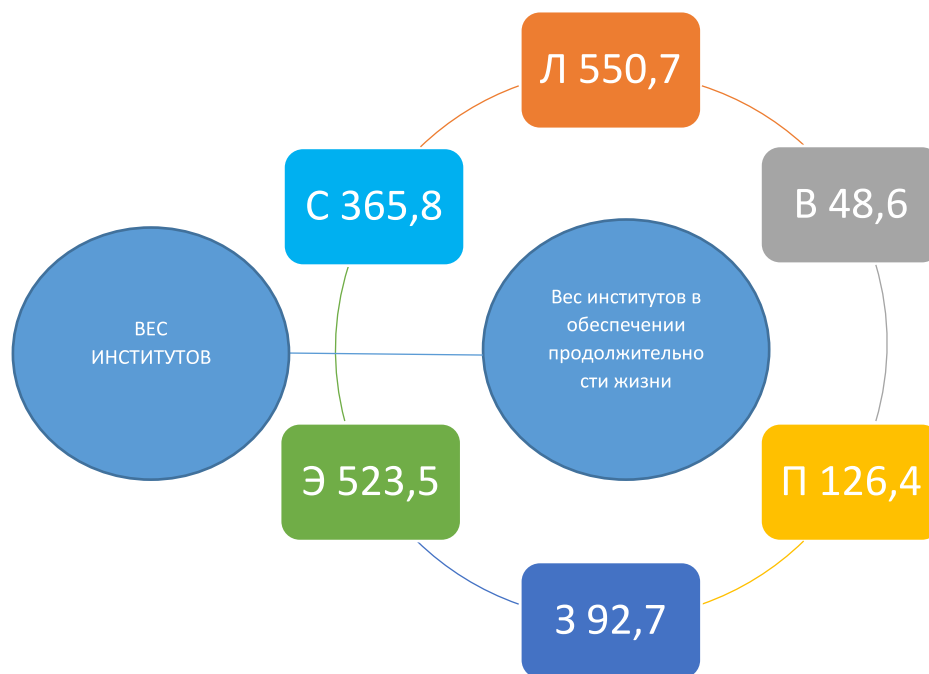 Л 550,7
С 365,8
В 48,6
ВЕС
ИНСТИТУТОВ
Вес институтов в
обеспечении
продолжительно
сти жизни
Э 523,5
П 126,4
З 92,7